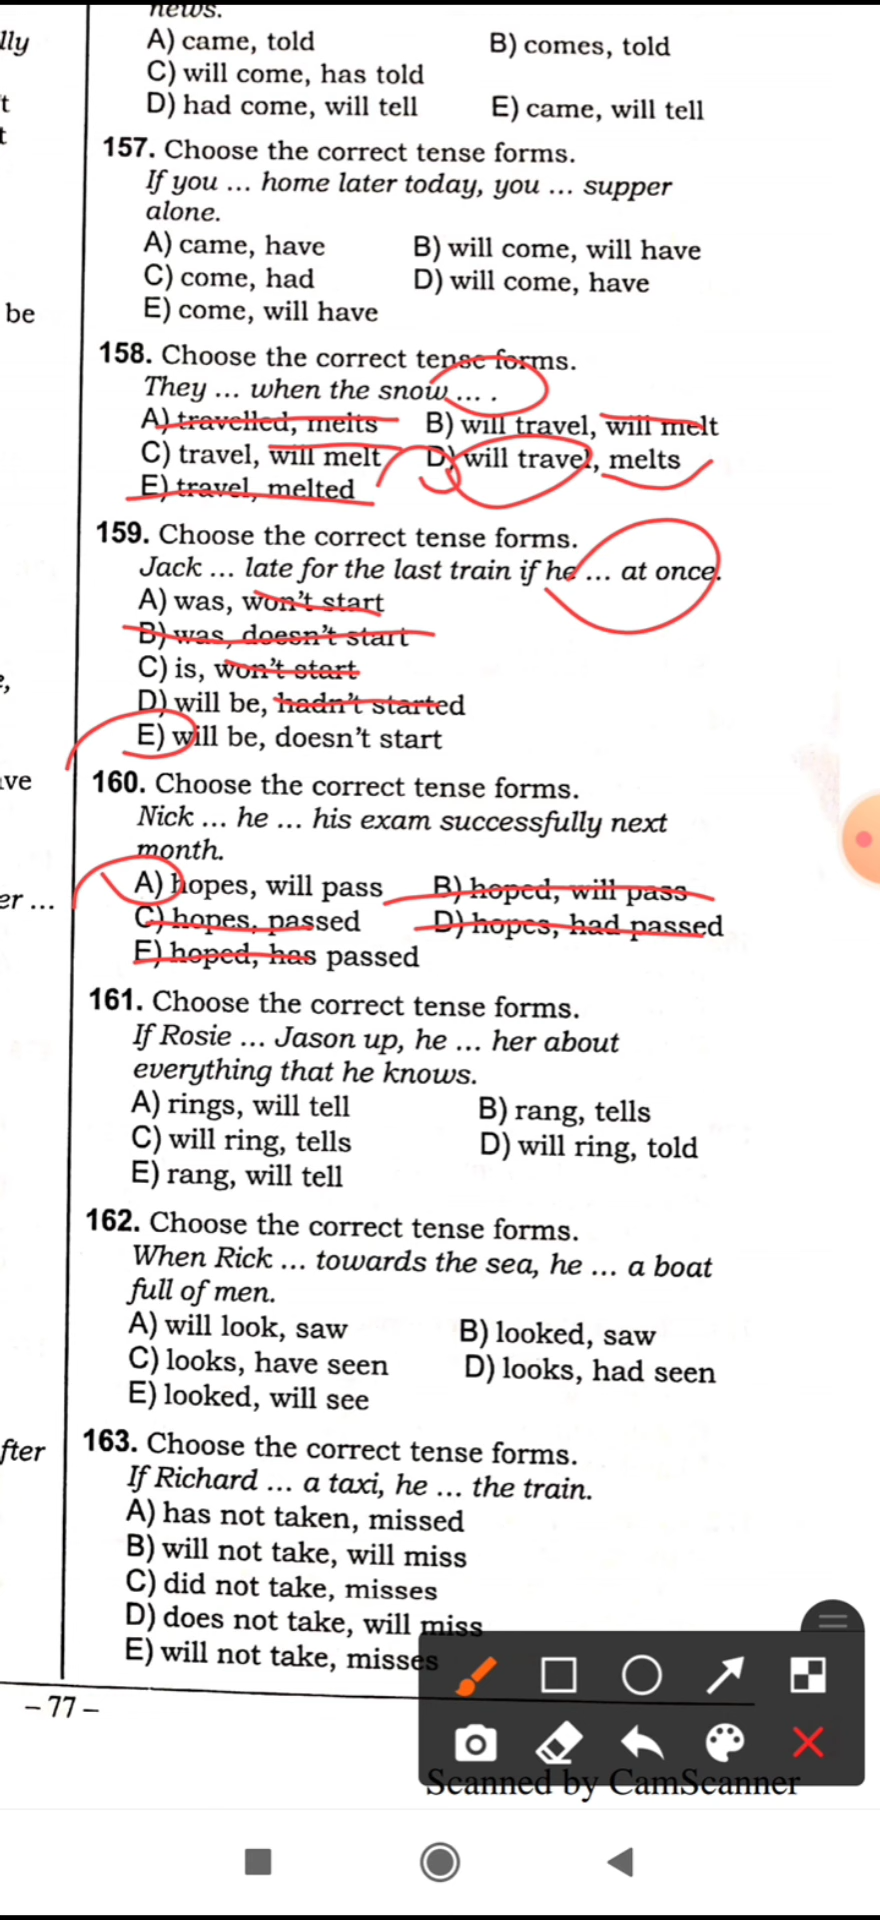 news.
lly
A) came, told B) comes, told
C) will come, has told
t
D) had come, will tell E) came, will tell
t
157. Choose the correct tense forms.
If you ... home later today, you ... supper
alone.
A) came, have B) will come, will have
C) come, had D) will come, have
be
E) come, will have
158. Choose the correct tense forms.
They ... when the snow ... .
A) travelled, melts B) will travel, will melt
C) travel, will melt D) will travel, melts
E) travel, melted
159. Choose the correct tense forms.
Jack ... late for the last train if he ... at once.
A) was, won't start
B) was, doesn't start
C) is, won't start
D) will be, hadn't started
E) will be, doesn't start
ve
160. Choose the correct tense forms.
Nick ... he ... his exam successfully next
month.
er ...
A) hopes, will pass B) hoped, will pass
C) hopes, passed D) hopes, had passed
E) hoped, has passed
161. Choose the correct tense forms.
If Rosie ... Jason up, he ... her about
everything that he knows.
A) rings, will tell B) rang, tells
C) will ring, tells D) will ring, told
E) rang, will tell
162. Choose the correct tense forms.
When Rick ... towards the sea, he ... a boat
full of men.
A) will look, saw B) looked, saw
C) looks, have seen D) looks, had seen
E) looked, will see
fter
163. Choose the correct tense forms.
If Richard ... a taxi, he ... the train.
A) has not taken, missed
B) will not take, will miss
C) did not take, misses
D) does not take, will miss
E) will not take, misses
– 77 –
Scanned by CamScanner